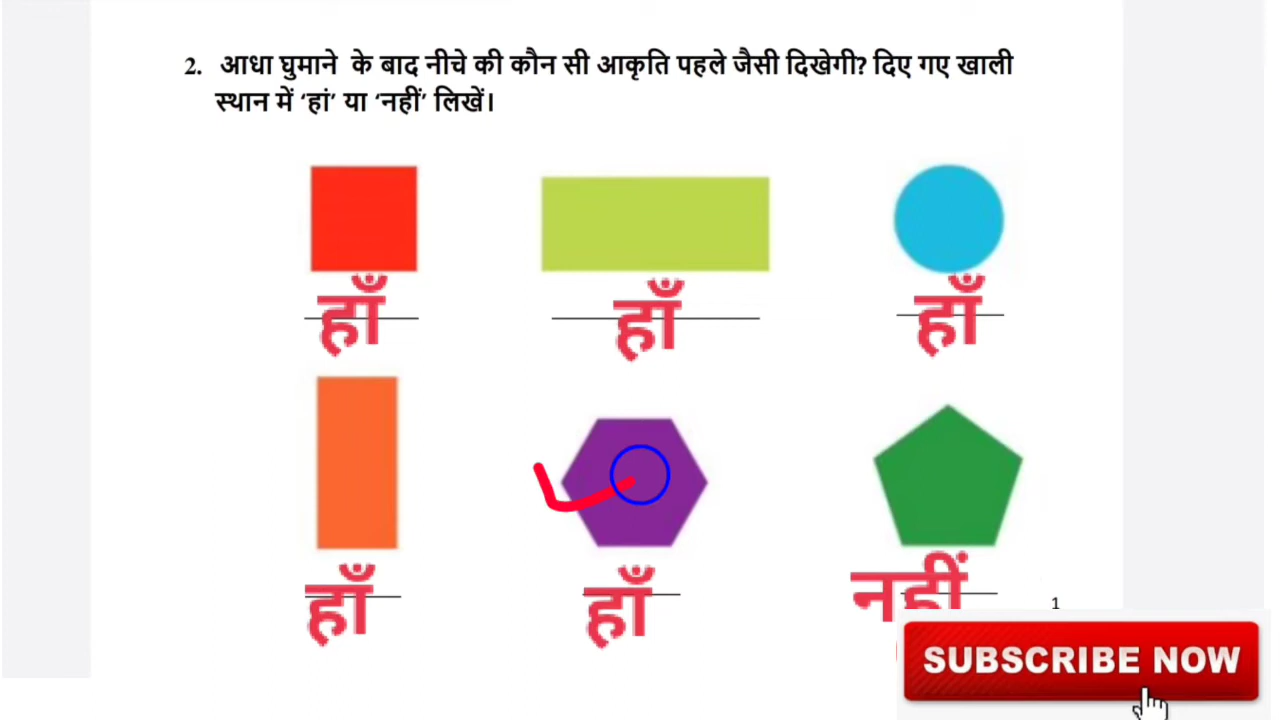 2. आधा घुमाने के बाद नीचे की कौन सी आकृति पहले जैसी दिखेगी? दिए गए खाली
स्थान में ‘हां’ या ‘नहीं’ लिखें।
हाँ हाँ हाँ
हाँ हाँ नहीं
1
SUBSCRIBE NOW